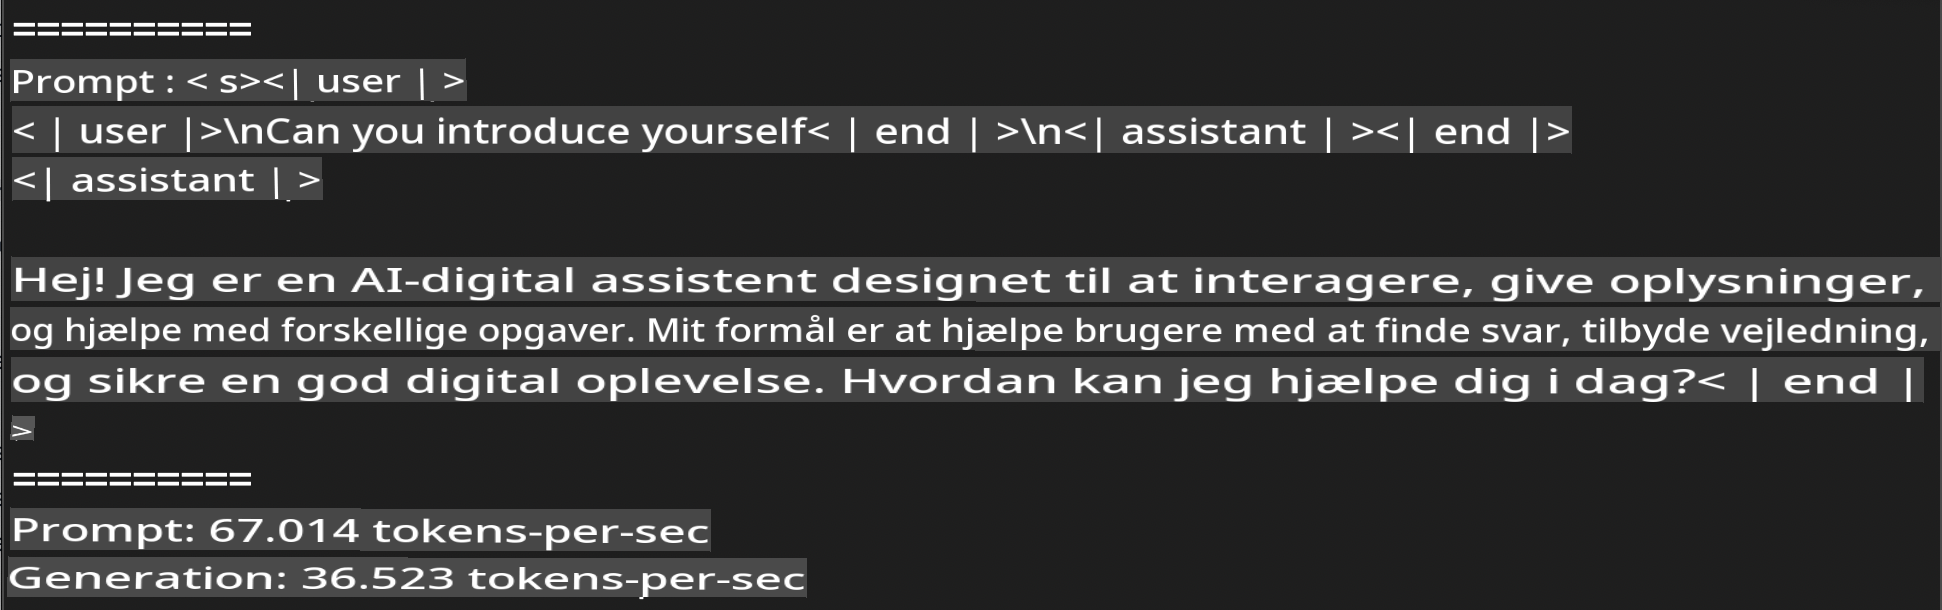 ==========
Prompt : < s><| user | >
< | user |>\nCan you introduce yourself< | end | >\n<| assistant | ><| end |>
<| assistant | >
Hej! Jeg er en AI-digital assistent designet til at interagere, give oplysninger,
og hjælpe med forskellige opgaver. Mit formål er at hjælpe brugere med at finde svar, tilbyde vejledning,
og sikre en god digital oplevelse. Hvordan kan jeg hjælpe dig i dag?< | end |
>
==========
Prompt: 67.014 tokens-per-sec
Generation: 36.523 tokens-per-sec